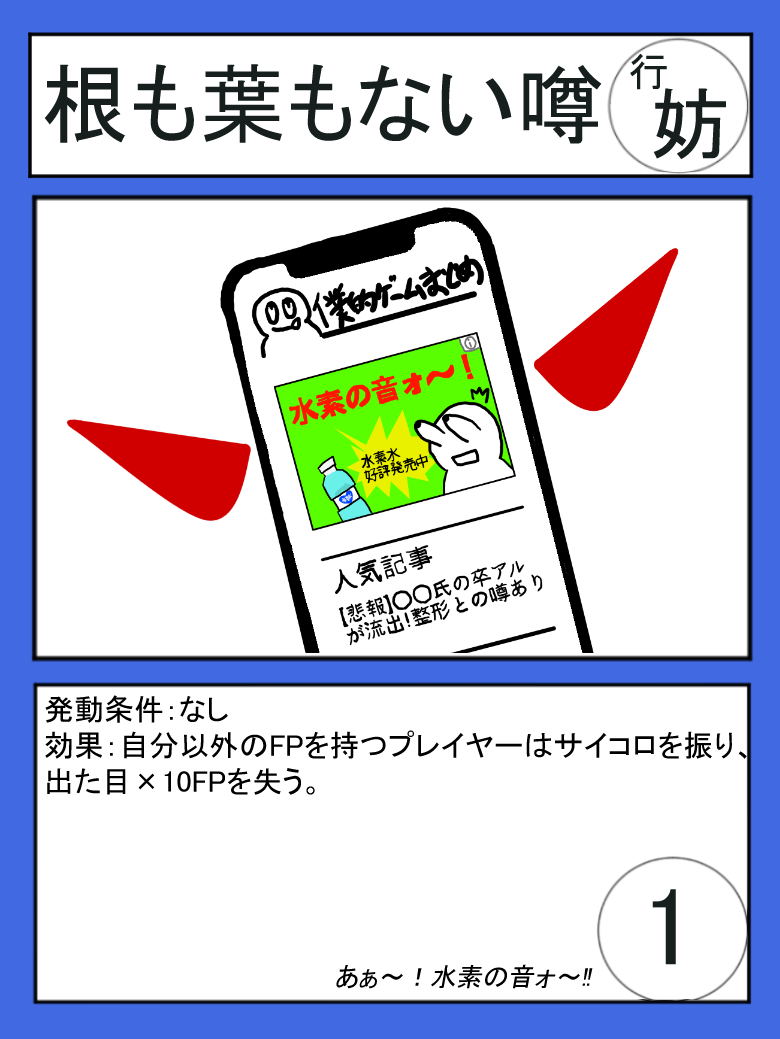 根も葉もない噂
行
妨
僕的ゲームまとめ
水素の音ォ～！
水素水
好評発売中
人気記事
【悲報】〇〇氏の卒アル
が流出!整形との噂あり
発動条件：なし
効果：自分以外のFPを持つプレイヤーはサイコロを振り、
出た目×10FPを失う。
1
あぁ～！水素の音ォ～!!